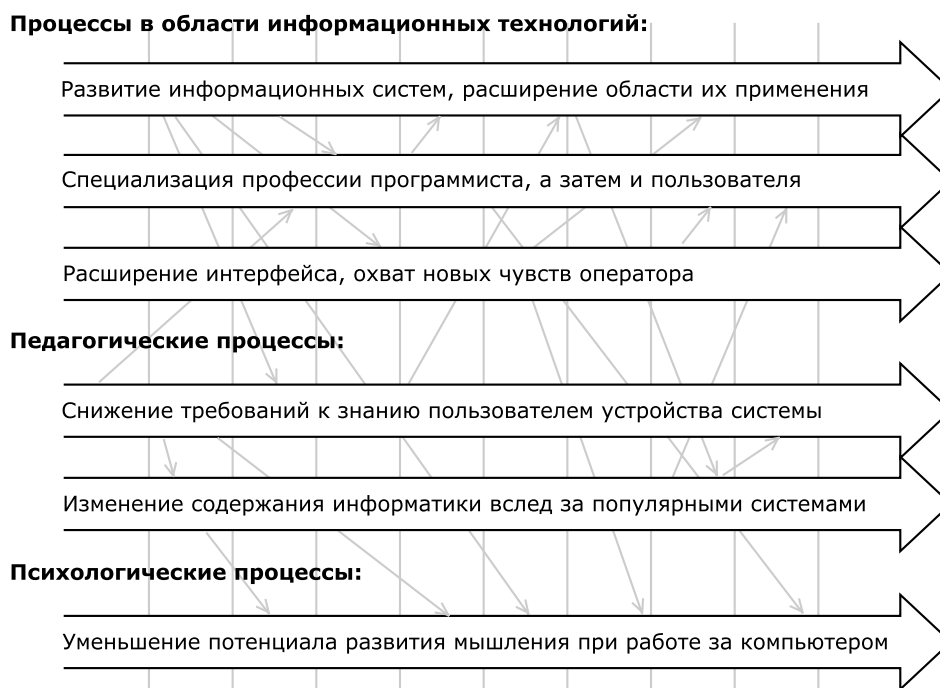 Процессы в области информационных технологий:
Развитие информационных систем, расширение области их применения
Специализация профессии программиста, а затем и пользователя
Расширение интерфейса, охват новых чувств оператора
Педагогические процессы:
Снижение требований к знанию пользователем устройства системы
Изменение содержания информатики вслед за популярными системами
Психологические процессы:
Уменьшение потенциала развития мышления при работе за компьютером